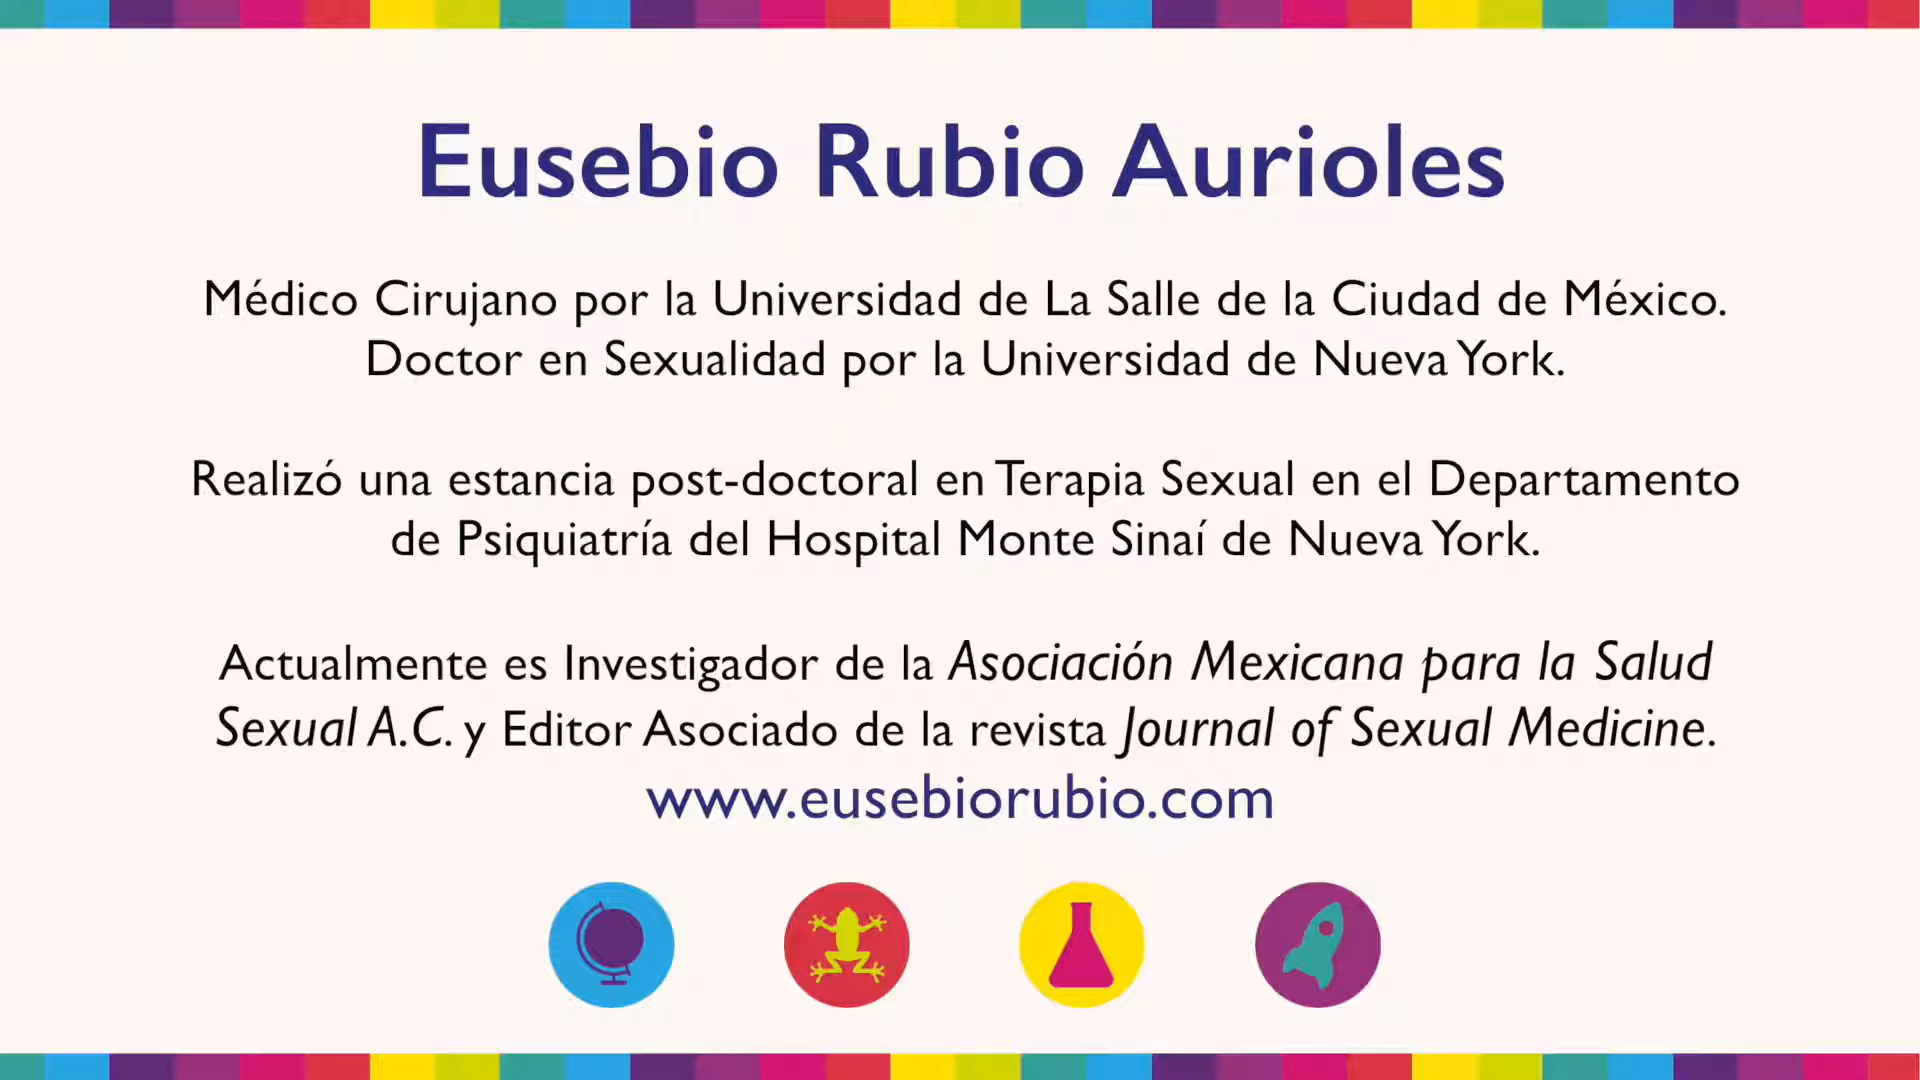 Eusebio Rubio Aurioles
Médico Cirujano por la Universidad de La Salle de la Ciudad de México.
Doctor en Sexualidad por la Universidad de Nueva York.
Realizó una estancia post-doctoral en Terapia Sexual en el Departamento
de Psiquiatría del Hospital Monte Sinaí de Nueva York.
Actualmente es Investigador de la Asociación Mexicana para la Salud
Sexual A.C. y Editor Asociado de la revista Journal of Sexual Medicine.
www.eusebiorubio.com